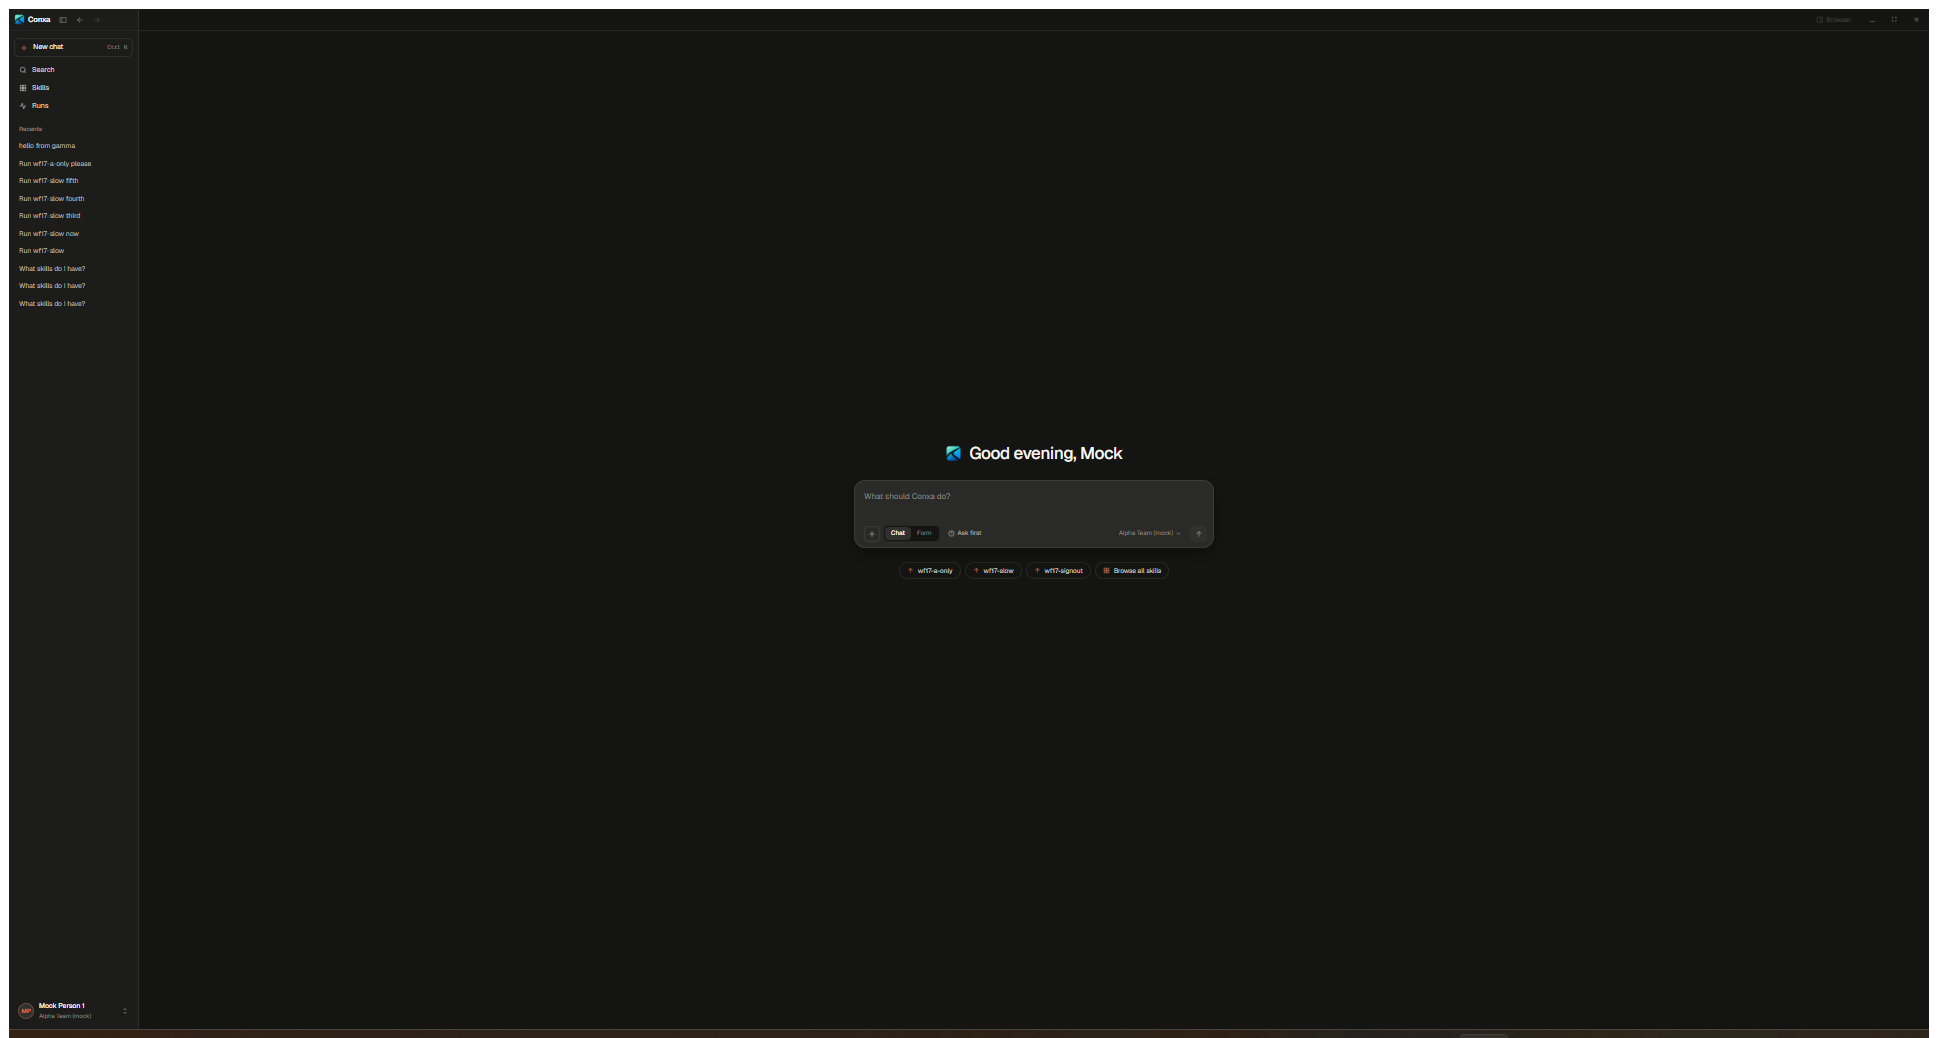 Conxa
Browser
New chat Ctrl N
Search
Skills
Runs
Recents
hello from gamma
Run wf17-a-only please
Run wf17-slow fifth
Run wf17-slow fourth
Run wf17-slow third
Run wf17-slow now
Run wf17-slow
What skills do I have?
What skills do I have?
What skills do I have?
Good evening, Mock
What should Conxa do?
Chat Form Ask first Alpha Team (mock)
wf17-a-only wf17-slow wf17-signout Browse all skills
MP Mock Person 1
Alpha Team (mock)